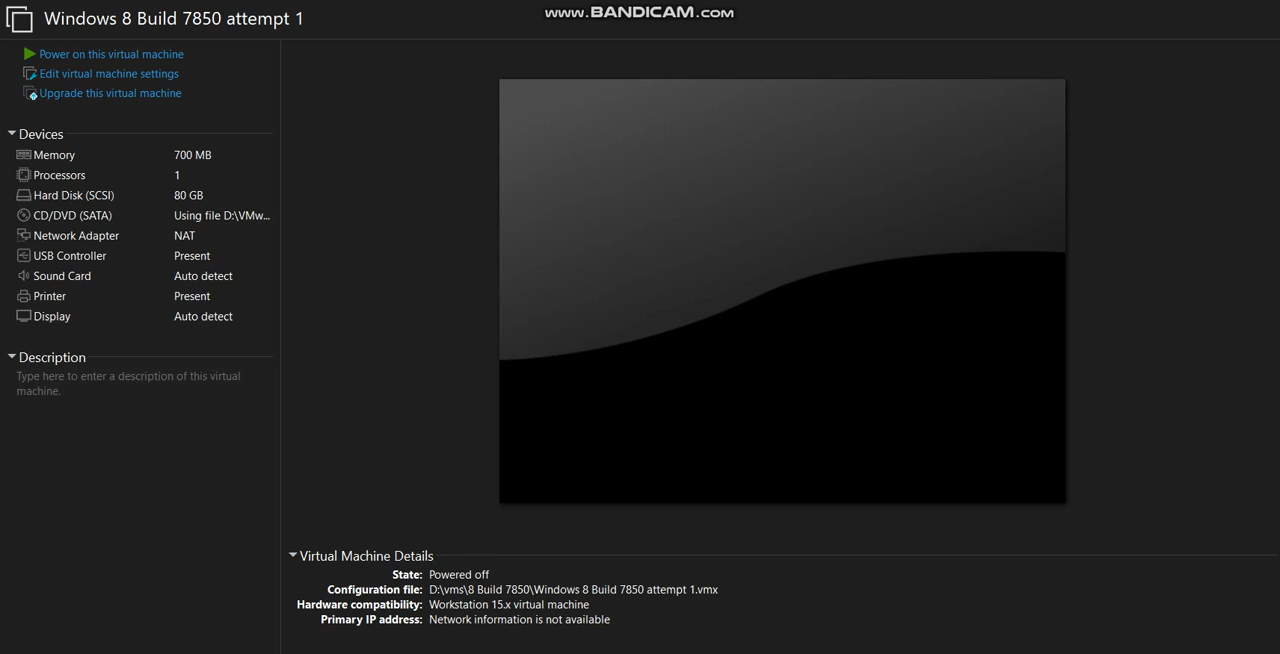 Windows 8 Build 7850 attempt 1
www.BANDICAM.com
Power on this virtual machine
Edit virtual machine settings
Upgrade this virtual machine
Devices
Memory 700 MB
Processors 1
Hard Disk (SCSI) 80 GB
CD/DVD (SATA) Using file D:\VMw...
Network Adapter NAT
USB Controller Present
Sound Card Auto detect
Printer Present
Display Auto detect
Description
Type here to enter a description of this virtual
machine.
Virtual Machine Details
State: Powered off
Configuration file: D:\vms\8 Build 7850\Windows 8 Build 7850 attempt 1.vmx
Hardware compatibility: Workstation 15.x virtual machine
Primary IP address: Network information is not available